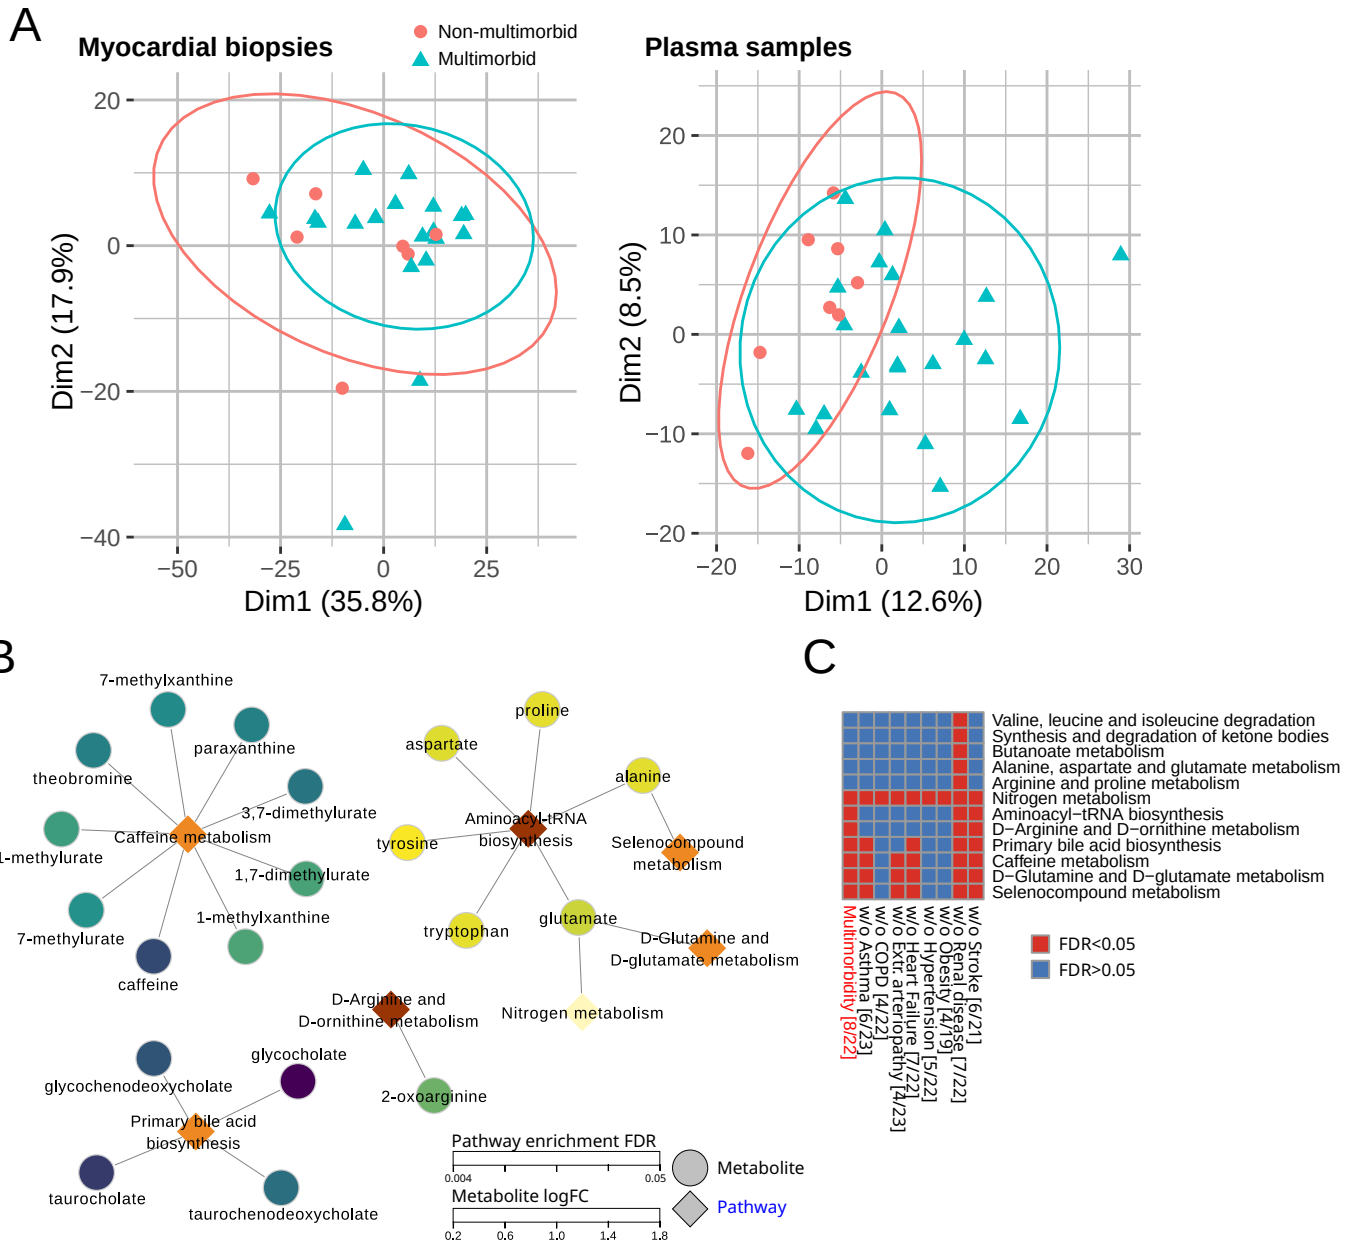 A
Myocardial biopsies
Non-multimorbid
Multimorbid
Plasma samples
20
0
−20
−40
Dim2 (17.9%)
−50
−25
0
25
Dim1 (35.8%)
20
10
0
−10
−20
Dim2 (8.5%)
−20
−10
0
10
20
30
Dim1 (12.6%)
B
7-methylxanthine
paraxanthine
theobromine
3,7-dimethylurate
Caffeine metabolism
1-methylurate
1,7-dimethylurate
1-methylxanthine
7-methylurate
caffeine
proline
aspartate
alanine
Aminoacyl-tRNA
biosynthesis
tyrosine
Selenocompound
metabolism
glutamate
tryptophan
D-Glutamine and
D-glutamate metabolism
Nitrogen metabolism
D-Arginine and
D-ornithine metabolism
2-oxoarginine
glycocholate
glycochenodeoxycholate
Primary bile acid
biosynthesis
taurocholate
taurochenodeoxycholate
Pathway enrichment FDR
0.004
0.05
Metabolite logFC
0.2
0.6
1.0
1.4
1.8
Metabolite
Pathway
C
Valine, leucine and isoleucine degradation
Synthesis and degradation of ketone bodies
Butanoate metabolism
Alanine, aspartate and glutamate metabolism
Arginine and proline metabolism
Nitrogen metabolism
Aminoacyl−tRNA biosynthesis
D−Arginine and D−ornithine metabolism
Primary bile acid biosynthesis
Caffeine metabolism
D−Glutamine and D−glutamate metabolism
Selenocompound metabolism
Multimorbidity [8/22]
w/o Asthma [6/23]
w/o COPD [4/22]
w/o Extr. arteriopathy [4/23]
w/o Heart Failure [7/22]
w/o Hypertension [5/22]
w/o Obesity [4/19]
w/o Renal disease [7/22]
w/o Stroke [6/21]
FDR<0.05
FDR>0.05